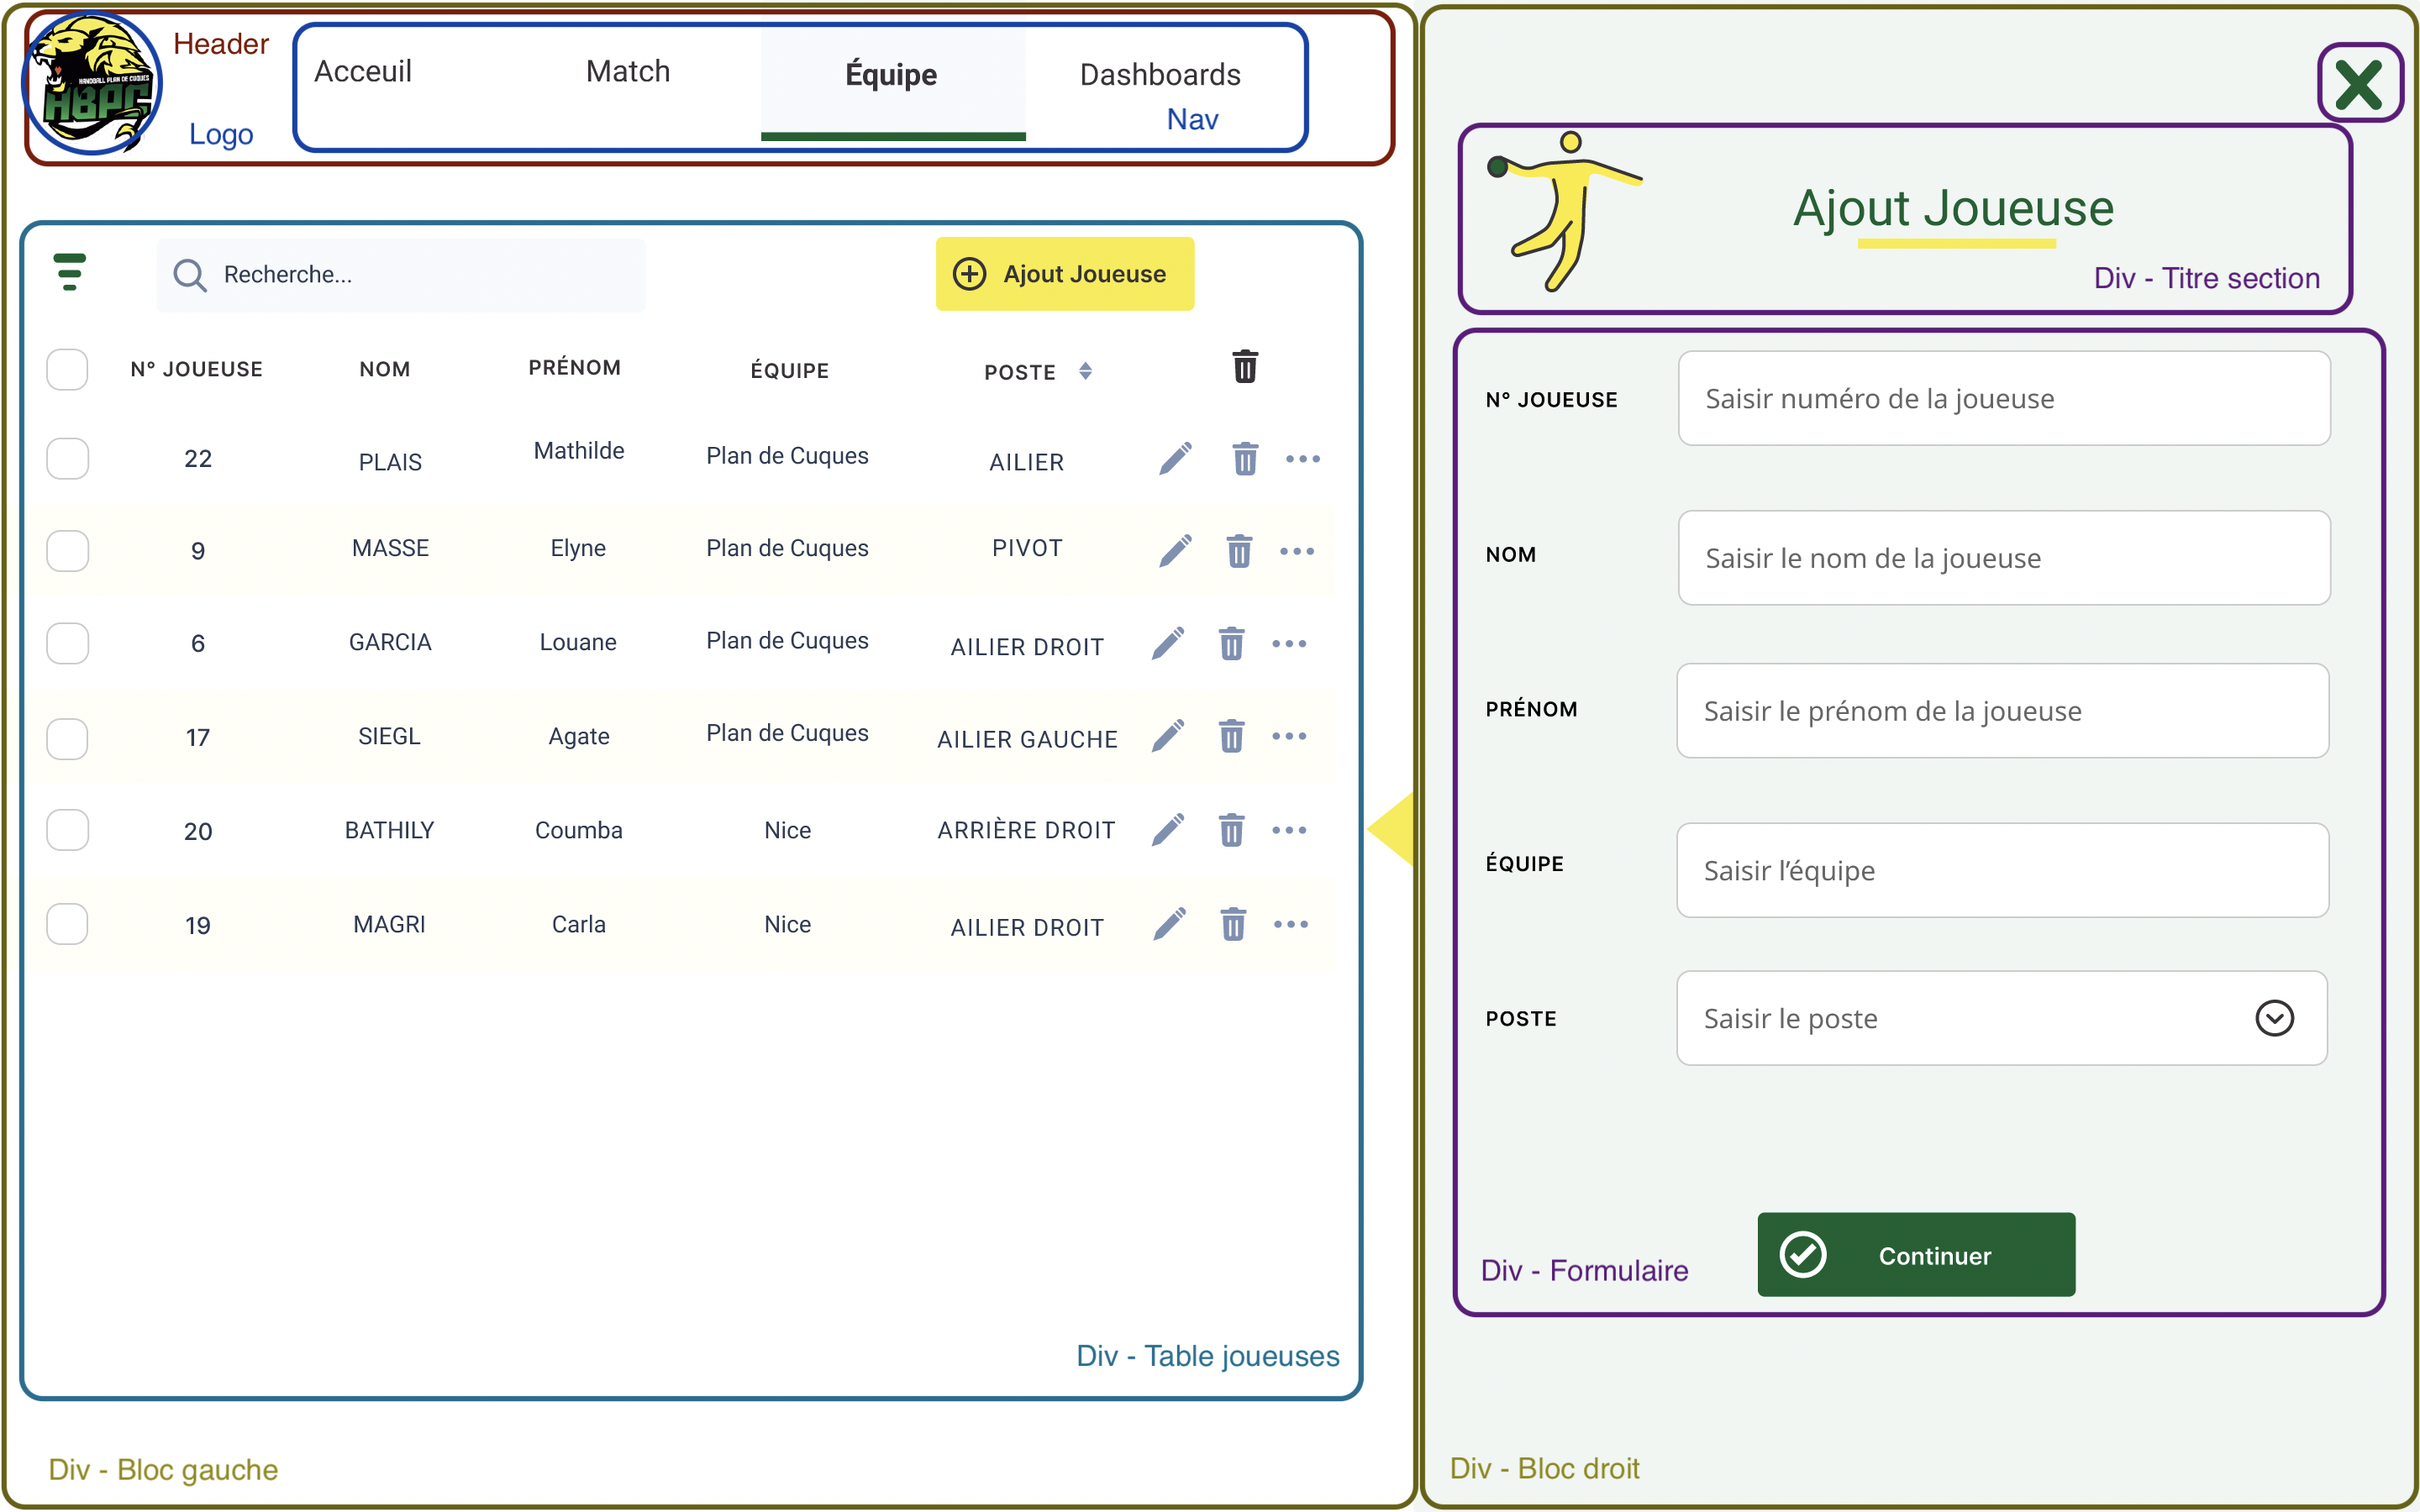 HANDBALL PLAN DE CUQUES
HBPC
Header
Logo
Acceuil
Match
Équipe
Dashboards
Nav
Recherche...
Ajout Joueuse
N° JOUEUSE NOM PRÉNOM ÉQUIPE POSTE
22 PLAIS Mathilde Plan de Cuques AILIER
9 MASSE Elyne Plan de Cuques PIVOT
6 GARCIA Louane Plan de Cuques AILIER DROIT
17 SIEGL Agate Plan de Cuques AILIER GAUCHE
20 BATHILY Coumba Nice ARRIÈRE DROIT
19 MAGRI Carla Nice AILIER DROIT
Div - Table joueuses
Div - Bloc gauche
Ajout Joueuse
Div - Titre section
N° JOUEUSE Saisir numéro de la joueuse
NOM Saisir le nom de la joueuse
PRÉNOM Saisir le prénom de la joueuse
ÉQUIPE Saisir l’équipe
POSTE Saisir le poste
Continuer
Div - Formulaire
Div - Bloc droit